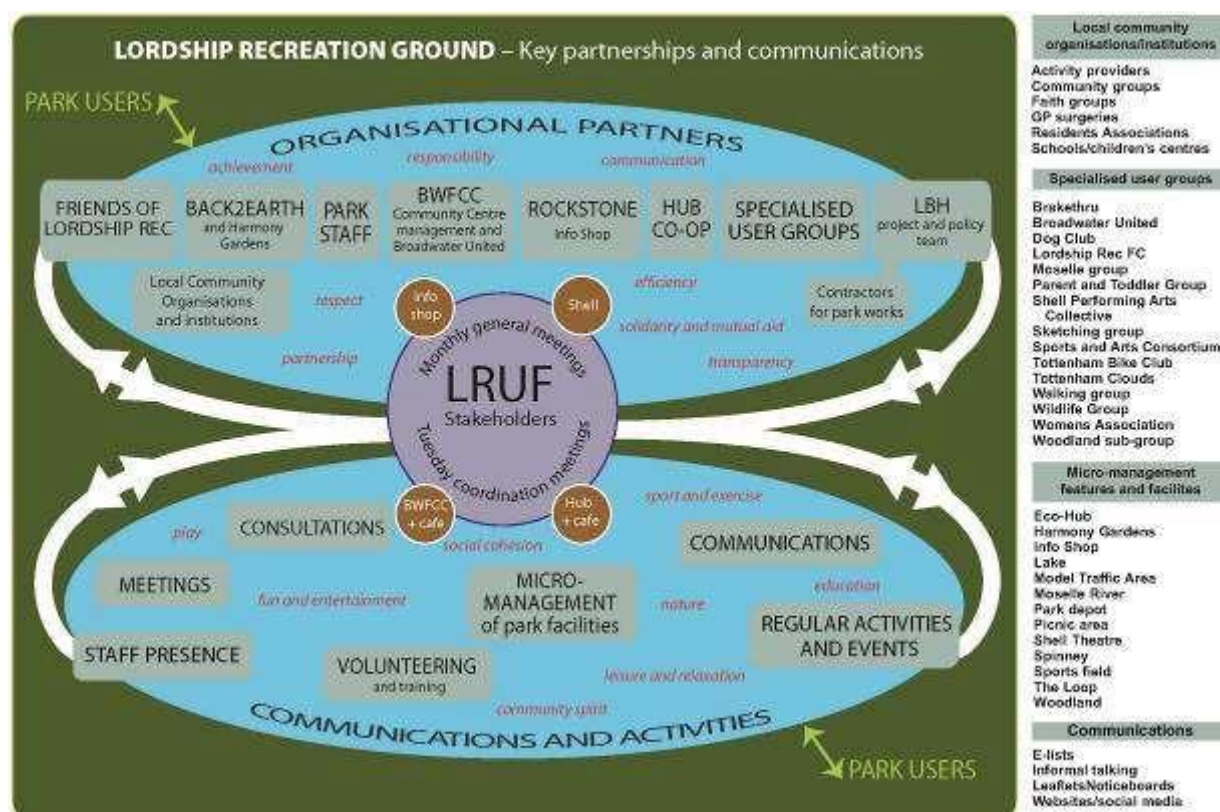 LORDSHIP RECREATION GROUND – Key partnerships and communications
PARK USERS
ORGANISATIONAL PARTNERS
achievement
responsibility
communication
FRIENDS OF
LORDSHIP REC
BACK2EARTH
and Harmony
Gardens
PARK
STAFF
BWFCC
Community Centre
management and
Broadwater United
ROCKSTONE
Info Shop
HUB
CO-OP
SPECIALISED
USER GROUPS
LBH
project and policy
team
Local Community
Organisations
and institutions
respect
Info
shop
Shell
efficiency
Contractors
for park works
solidarity and mutual aid
partnership
transparency
Monthly general meetings
LRUF
Stakeholders
Tuesday coordination meetings
BWFCC
+ cafe
Hub
+ cafe
sport and exercise
play
CONSULTATIONS
social cohesion
COMMUNICATIONS
MEETINGS
fun and entertainment
MICRO-
MANAGEMENT
of park facilities
nature
education
REGULAR ACTIVITIES
AND EVENTS
STAFF PRESENCE
VOLUNTEERING
and training
leisure and relaxation
community spirit
COMMUNICATIONS AND ACTIVITIES
PARK USERS
Local community
organisations/institutions
Activity providers
Community groups
Faith groups
GP surgeries
Residents Associations
Schools/children's centres
Specialised user groups
Brakethru
Broadwater United
Dog Club
Lordship Rec FC
Moselle group
Parent and Toddler Group
Shell Performing Arts
Collective
Sketching group
Sports and Arts Consortium
Tottenham Bike Club
Tottenham Clouds
Walking group
Wildlife Group
Womens Association
Woodland sub-group
Micro-management
features and facilites
Eco-Hub
Harmony Gardens
Info Shop
Lake
Model Traffic Area
Moselle River
Park depot
Picnic area
Shell Theatre
Spinney
Sports field
The Loop
Woodland
Communications
E-lists
Informal talking
LeafletsNoticeboards
Websites/social media